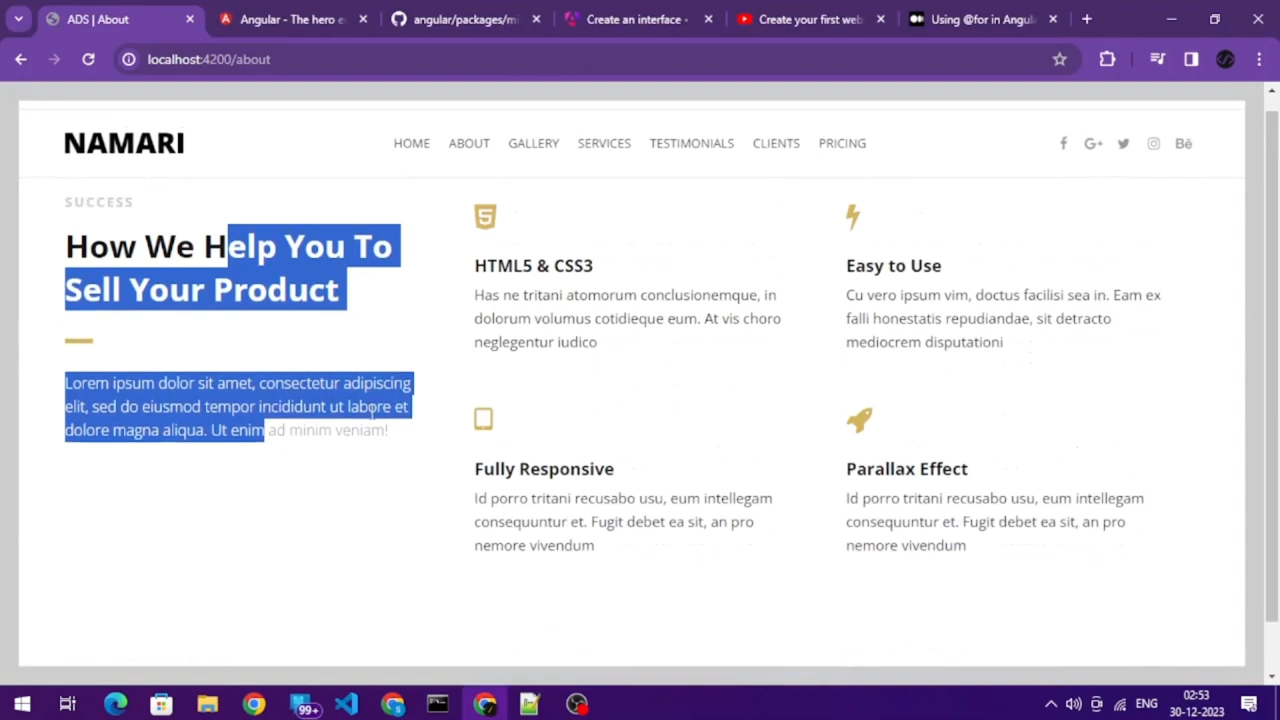 ADS | About
Angular - The hero e
angular/packages/mi
Create an interface •
Create your first web
Using @for in Angula
localhost:4200/about
NAMARI
HOME ABOUT GALLERY SERVICES TESTIMONIALS CLIENTS PRICING
SUCCESS
How We Help You To
Sell Your Product
Lorem ipsum dolor sit amet, consectetur adipiscing
elit, sed do eiusmod tempor incididunt ut labore et
dolore magna aliqua. Ut enim ad minim veniam!
HTML5 & CSS3
Has ne tritani atomorum conclusionemque, in
dolorum volumus cotidieque eum. At vis choro
neglegentur iudico
Easy to Use
Cu vero ipsum vim, doctus facilisi sea in. Eam ex
falli honestatis repudiandae, sit detracto
mediocrem disputationi
Fully Responsive
Id porro tritani recusabo usu, eum intellegam
consequuntur et. Fugit debet ea sit, an pro
nemore vivendum
Parallax Effect
Id porro tritani recusabo usu, eum intellegam
consequuntur et. Fugit debet ea sit, an pro
nemore vivendum
99+
ENG
02:53
30-12-2023